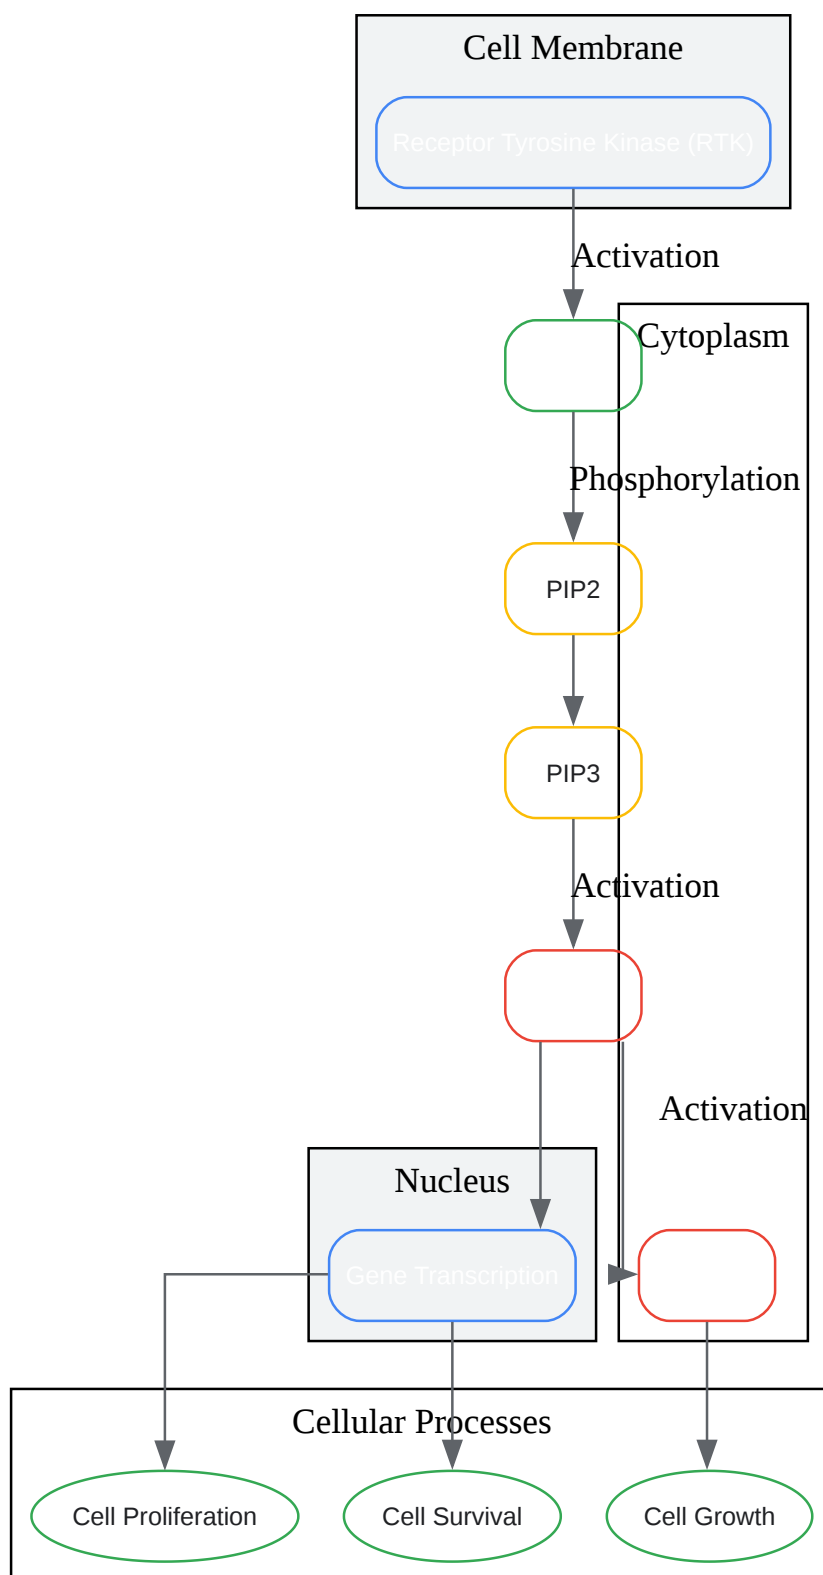 Cell Membrane
Receptor Tyrosine Kinase (RTK)
Activation
Cytoplasm
Phosphorylation
PIP2
PIP3
Activation
Activation
Nucleus
Gene Transcription
Cellular Processes
Cell Proliferation
Cell Survival
Cell Growth